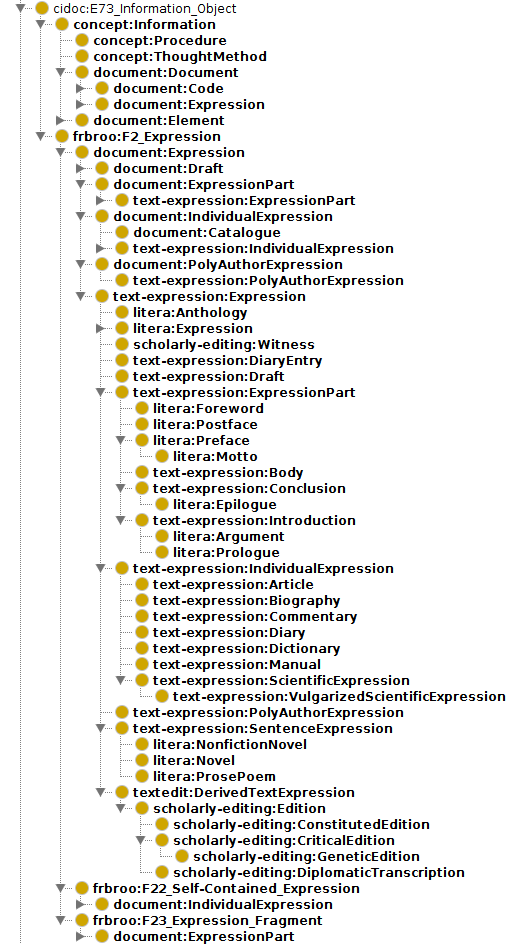 cidoc:E73_Information_Object
concept:Information
concept:Procedure
concept:ThoughtMethod
document:Document
document:Code
document:Expression
document:Element
frbroo:F2_Expression
document:Expression
document:Draft
document:ExpressionPart
text-expression:ExpressionPart
document:IndividualExpression
document:Catalogue
text-expression:IndividualExpression
document:PolyAuthorExpression
text-expression:PolyAuthorExpression
text-expression:Expression
litera:Anthology
litera:Expression
scholarly-editing:Witness
text-expression:DiaryEntry
text-expression:Draft
text-expression:ExpressionPart
litera:Foreword
litera:Postface
litera:Preface
litera:Motto
text-expression:Body
text-expression:Conclusion
litera:Epilogue
text-expression:Introduction
litera:Argument
litera:Prologue
text-expression:IndividualExpression
text-expression:Article
text-expression:Biography
text-expression:Commentary
text-expression:Diary
text-expression:Dictionary
text-expression:Manual
text-expression:ScientificExpression
text-expression:VulgarizedScientificExpression
text-expression:PolyAuthorExpression
text-expression:SentenceExpression
litera:NonfictionNovel
litera:Novel
litera:ProsePoem
textedit:DerivedTextExpression
scholarly-editing:Edition
scholarly-editing:ConstitutedEdition
scholarly-editing:CriticalEdition
scholarly-editing:GeneticEdition
scholarly-editing:DiplomaticTranscription
frbroo:F22_Self-Contained_Expression
document:IndividualExpression
frbroo:F23_Expression_Fragment
document:ExpressionPart